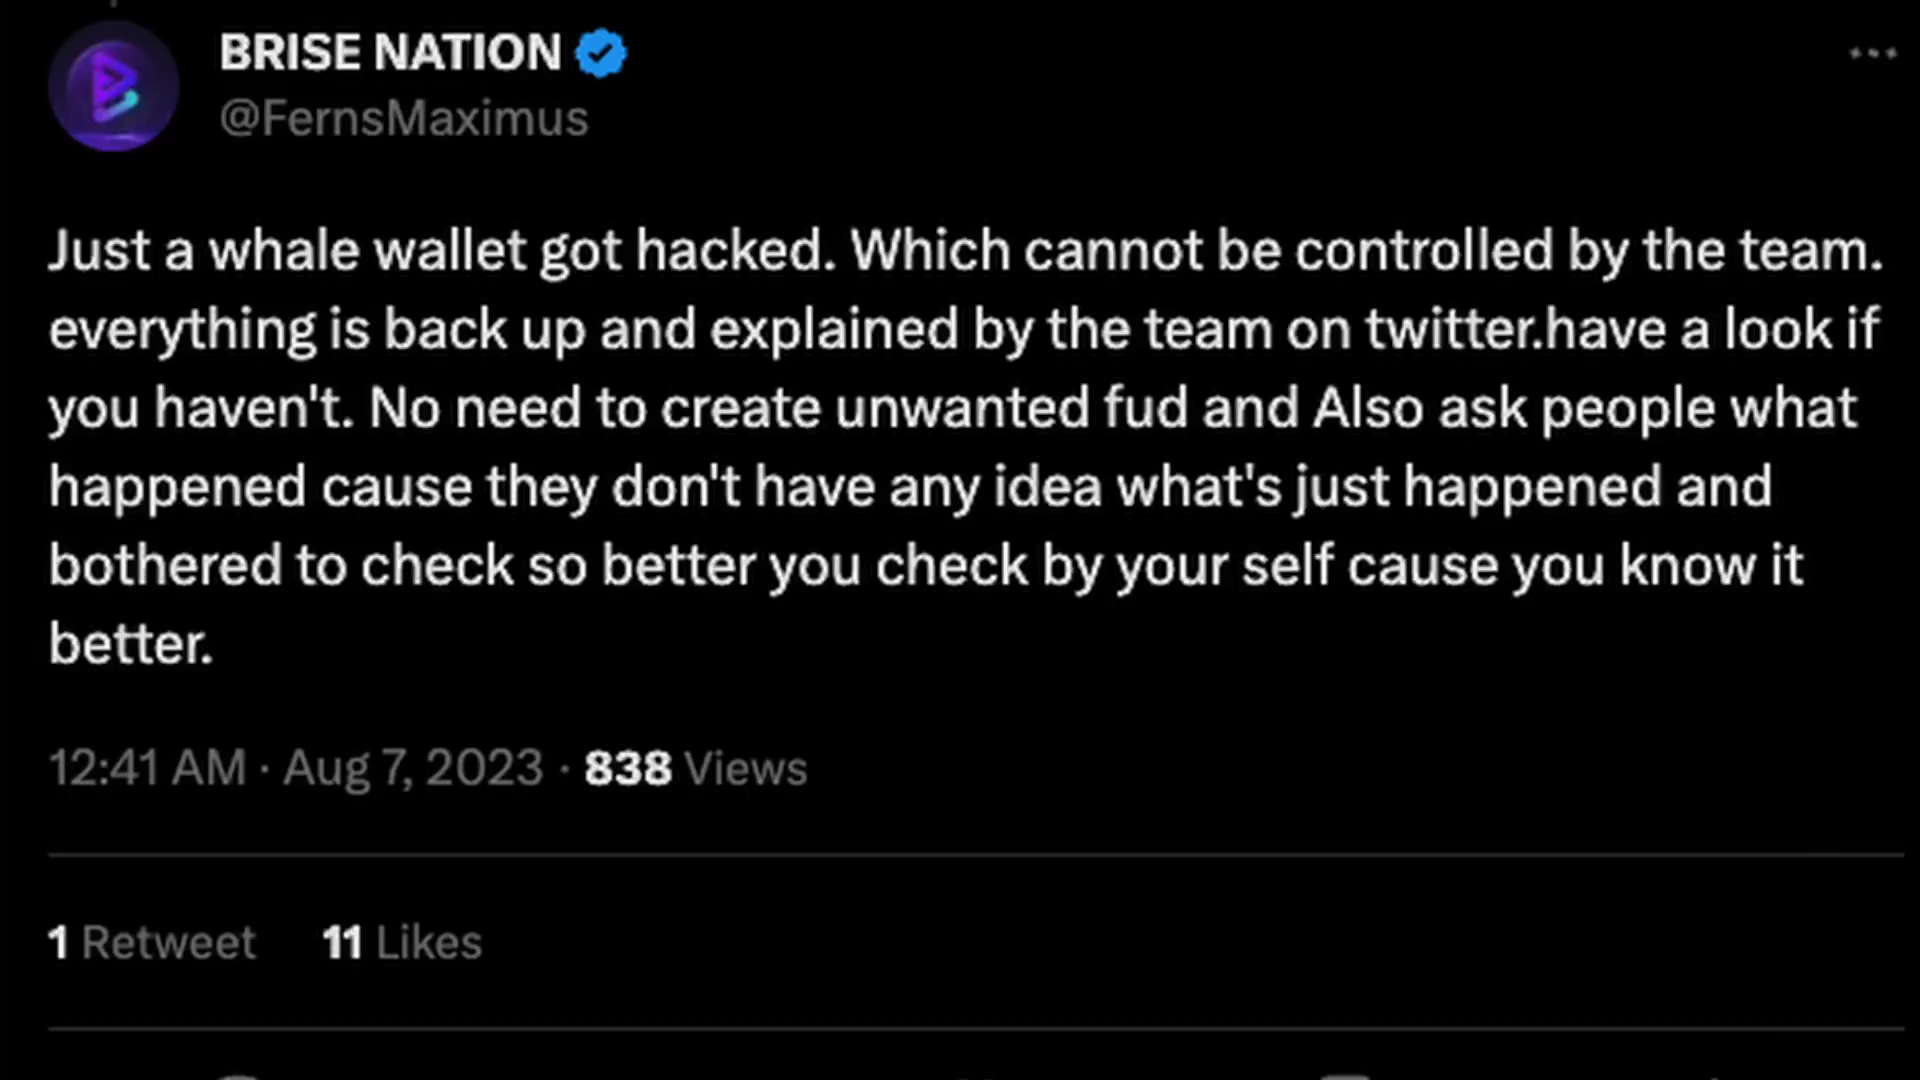 BRISE NATION
@FernsMaximus
Just a whale wallet got hacked. Which cannot be controlled by the team.
everything is back up and explained by the team on twitter.have a look if
you haven't. No need to create unwanted fud and Also ask people what
happened cause they don't have any idea what's just happened and
bothered to check so better you check by your self cause you know it
better.
12:41 AM · Aug 7, 2023 · 838 Views
1 Retweet 11 Likes